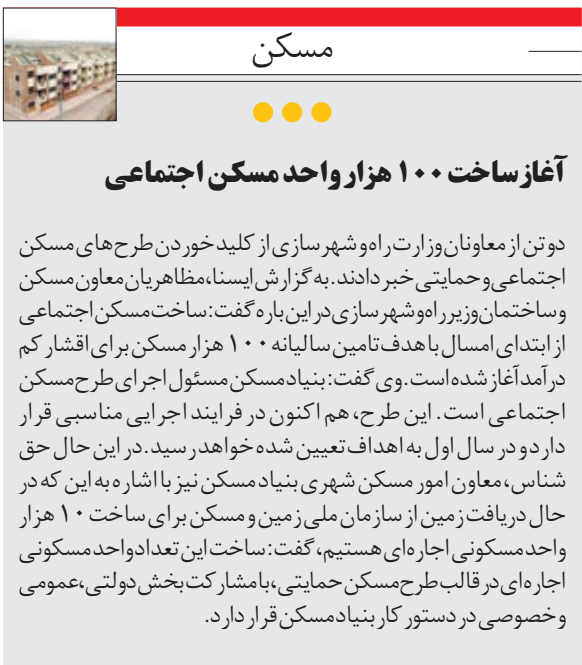 مسکن
آغاز ساخت ۱۰۰ هزار واحد مسکن اجتماعی
دو تن از معاونان وزارت راه و شهرسازی از کلید خوردن طرح‌های مسکن
اجتماعی و حمایتی خبر دادند. به گزارش ایسنا، مظاهریان معاون مسکن
و ساختمان وزیر راه و شهرسازی در این باره گفت: ساخت مسکن اجتماعی
از ابتدای امسال با هدف تامین سالیانه ۱۰۰ هزار مسکن برای اقشار کم
درآمد آغاز شده است. وی گفت: بنیاد مسکن مسئول اجرای طرح مسکن
اجتماعی است. این طرح، هم اکنون در فرایند اجرایی مناسبی قرار
دارد و در سال اول به اهداف تعیین شده خواهد رسید. در این حال حق
شناس، معاون امور مسکن شهری بنیاد مسکن نیز با اشاره به این که در
حال دریافت زمین از سازمان ملی زمین و مسکن برای ساخت ۱۰ هزار
واحد مسکونی اجاره‌ای هستیم، گفت: ساخت این تعداد واحد مسکونی
اجاره‌ای در قالب طرح مسکن حمایتی، با مشارکت بخش دولتی، عمومی
و خصوصی در دستور کار بنیاد مسکن قرار دارد.